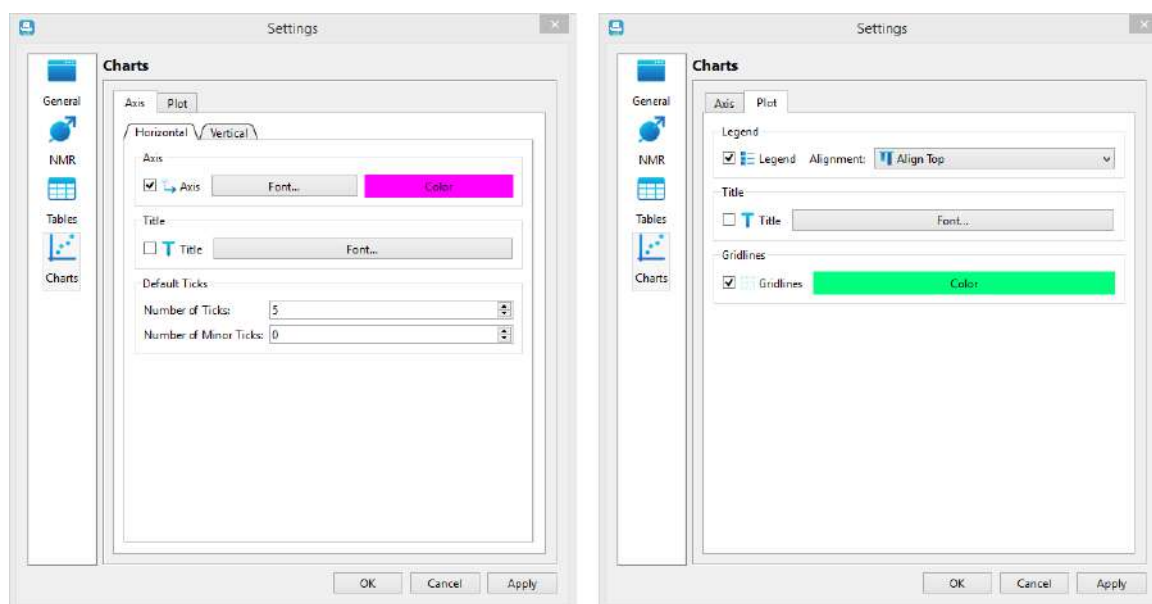 Settings
Charts
General
NMR
Tables
Charts
Axis Plot
Horizontal Vertical
Axis
Axis Font... Color
Title
Title Font...
Default Ticks
Number of Ticks: 5
Number of Minor Ticks: 0
OK Cancel Apply
Settings
Charts
General
NMR
Tables
Charts
Axis Plot
Legend
Legend Alignment: Align Top
Title
Title Font...
Gridlines
Gridlines Color
OK Cancel Apply